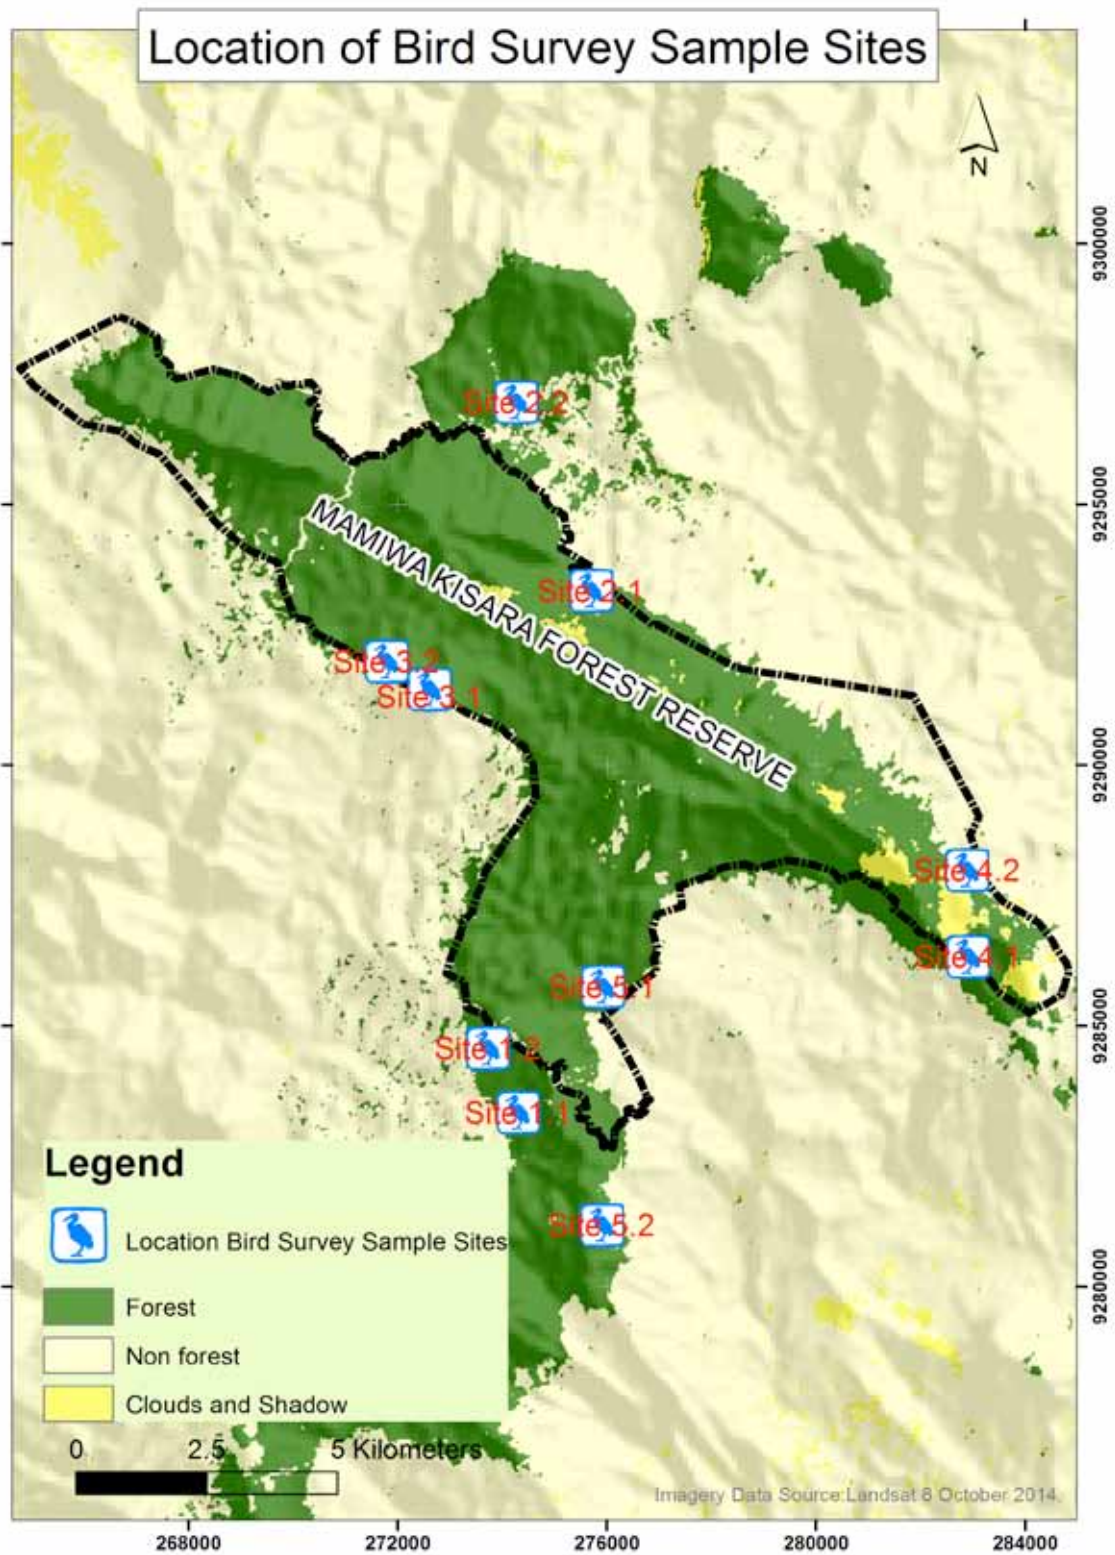 Location of Bird Survey Sample Sites
N
9300000
Site 2.2
9295000
MAMIWA KISARA FOREST RESERVE
Site 2.1
Site 3.2
Site 3.1
9290000
Site 4.2
Site 4.1
Site 5.1
9285000
Site 1.2
Site 1.1
Site 5.2
9280000
Legend
Location Bird Survey Sample Sites
Forest
Non forest
Clouds and Shadow
0 2.5 5 Kilometers
Imagery Data Source:Landsat 8 October 2014.
268000 272000 276000 280000 284000